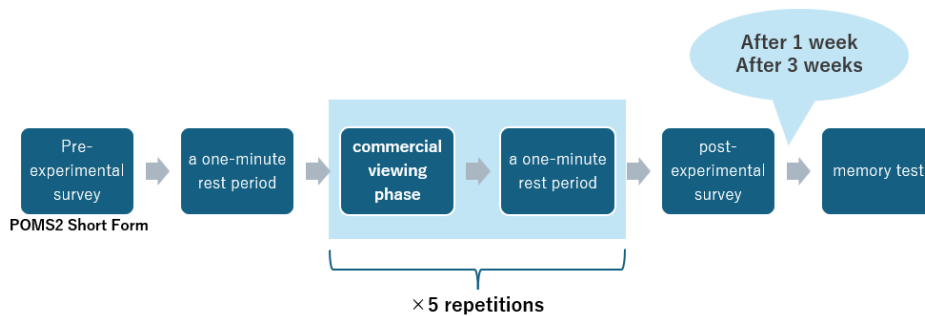 After 1 week
After 3 weeks
Pre-
experimental
survey
POMS2 Short Form
a one-minute
rest period
commercial
viewing
phase
a one-minute
rest period
post-
experimental
survey
memory test
×5 repetitions